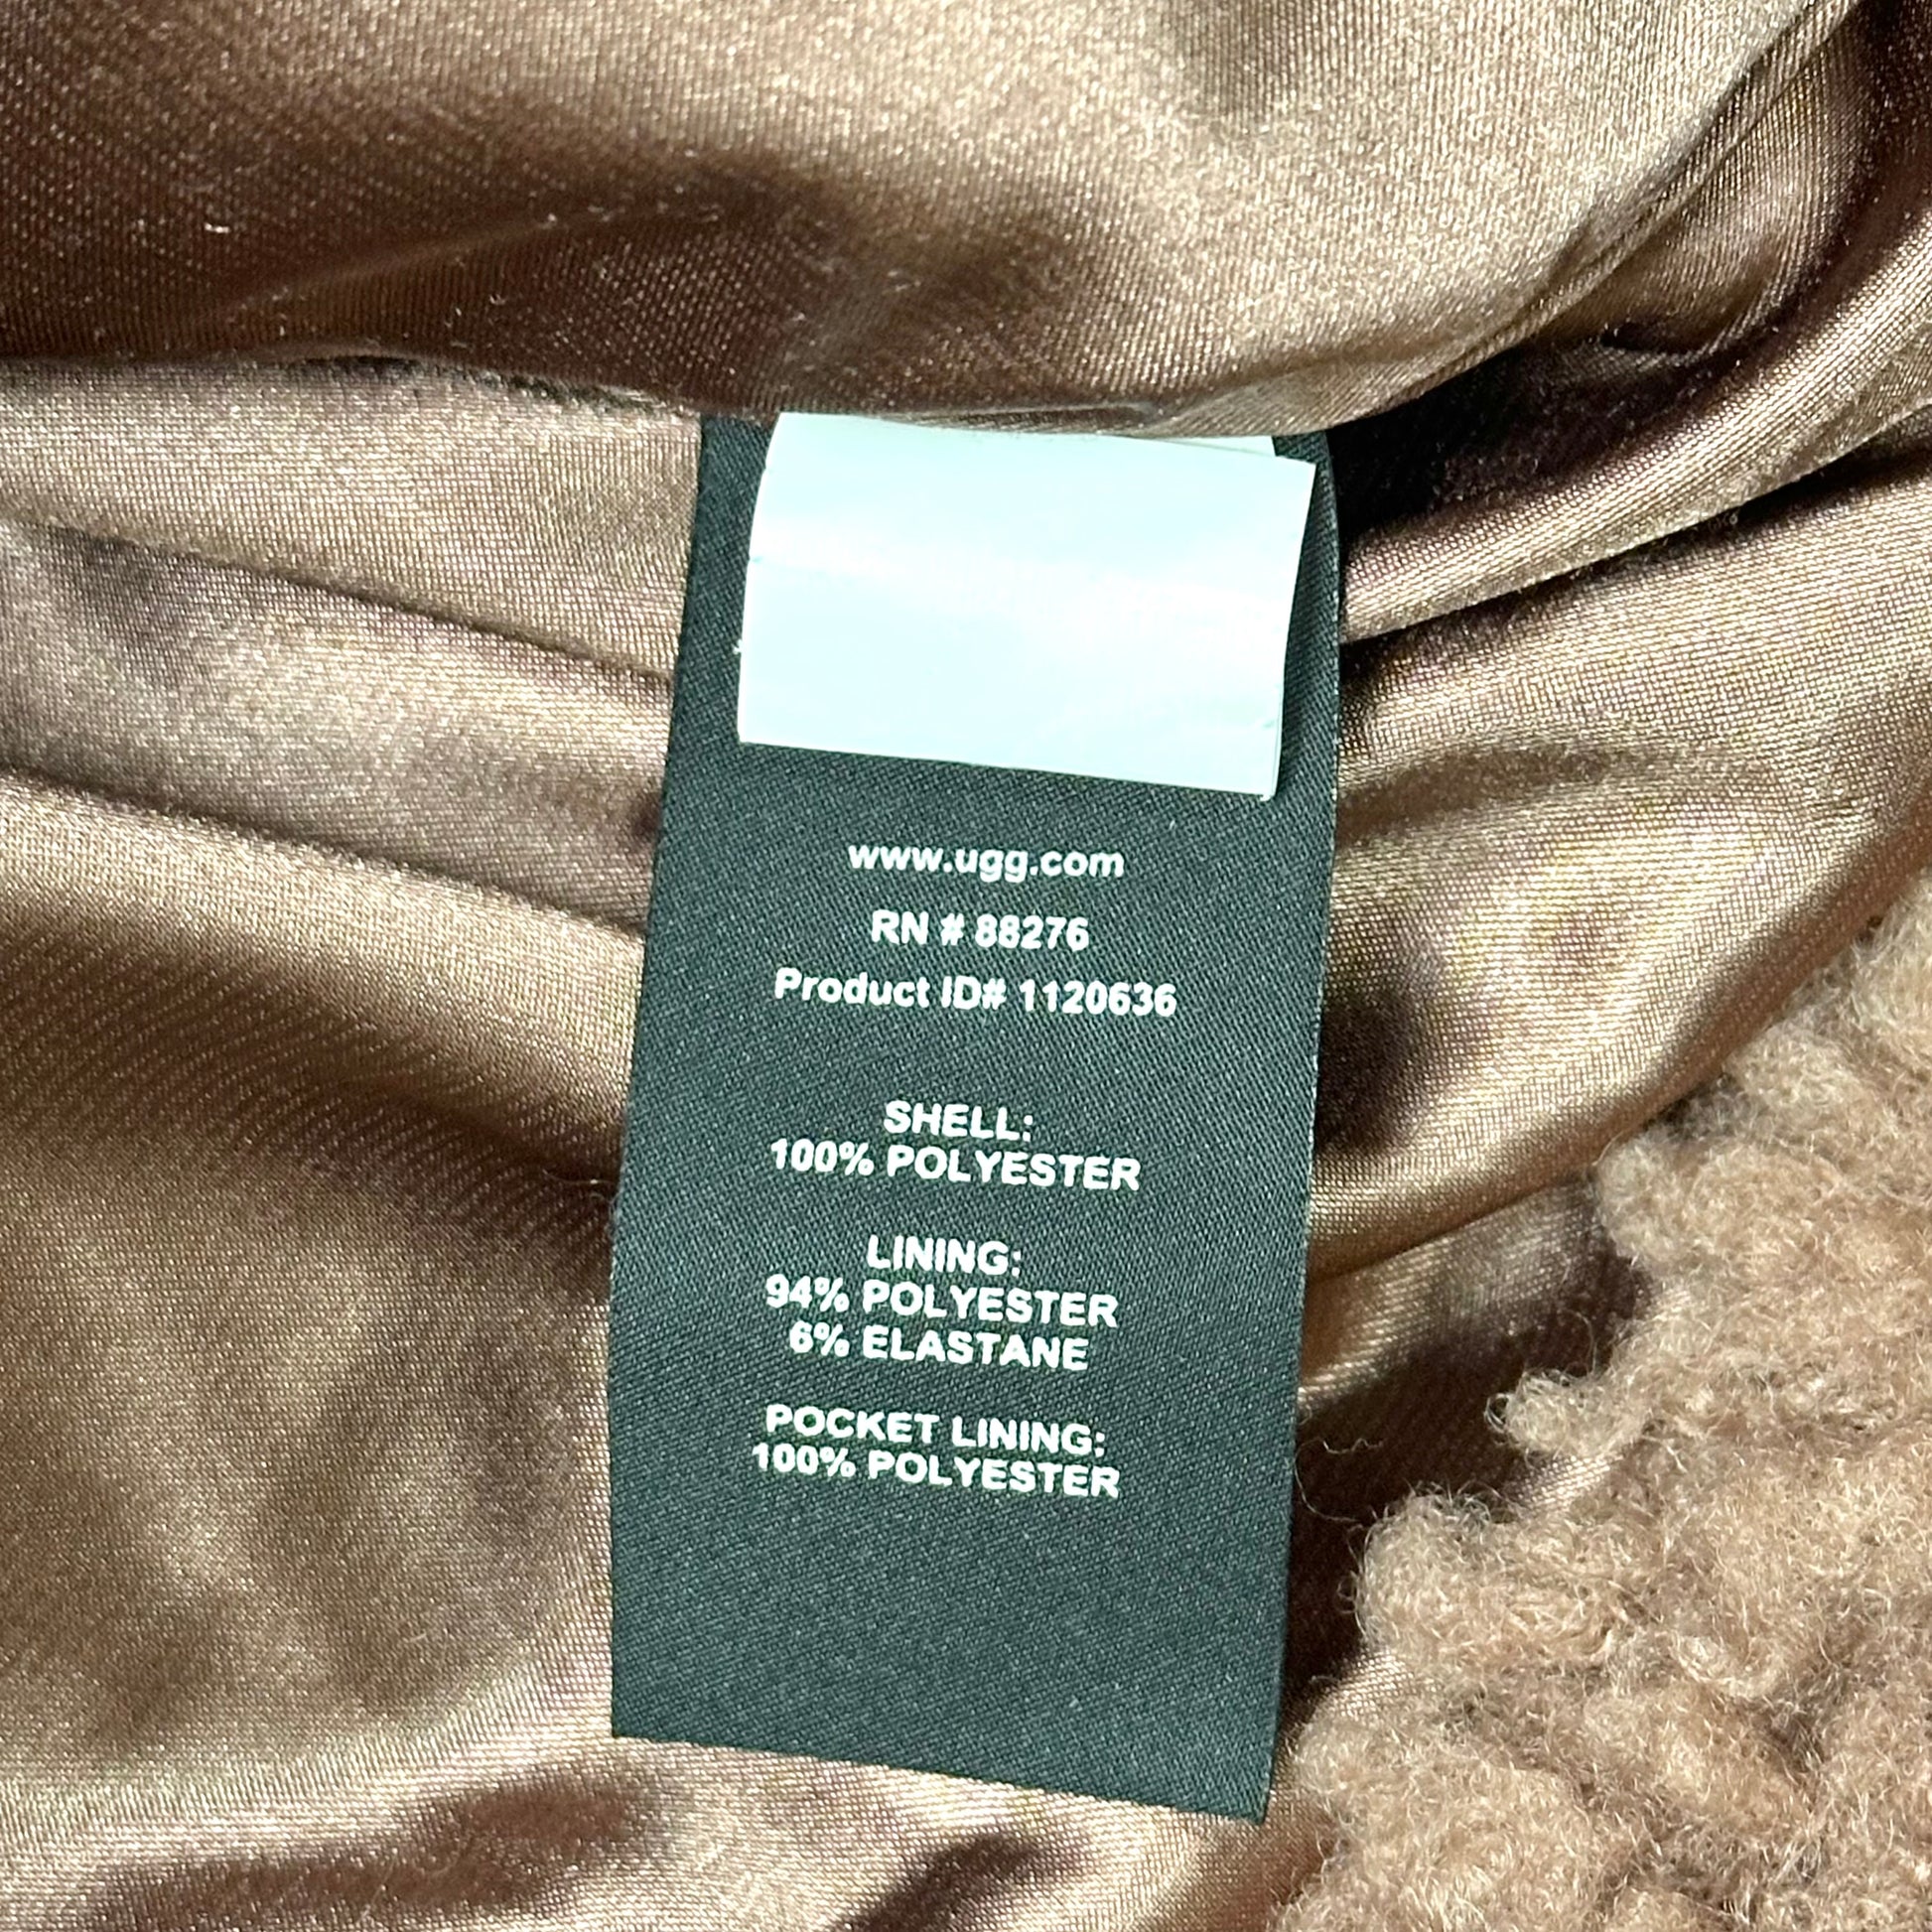 www.ugg.com
RN # 88276
Product ID# 1120636
SHELL:
100% POLYESTER
LINING:
94% POLYESTER
6% ELASTANE
POCKET LINING:
100% POLYESTER